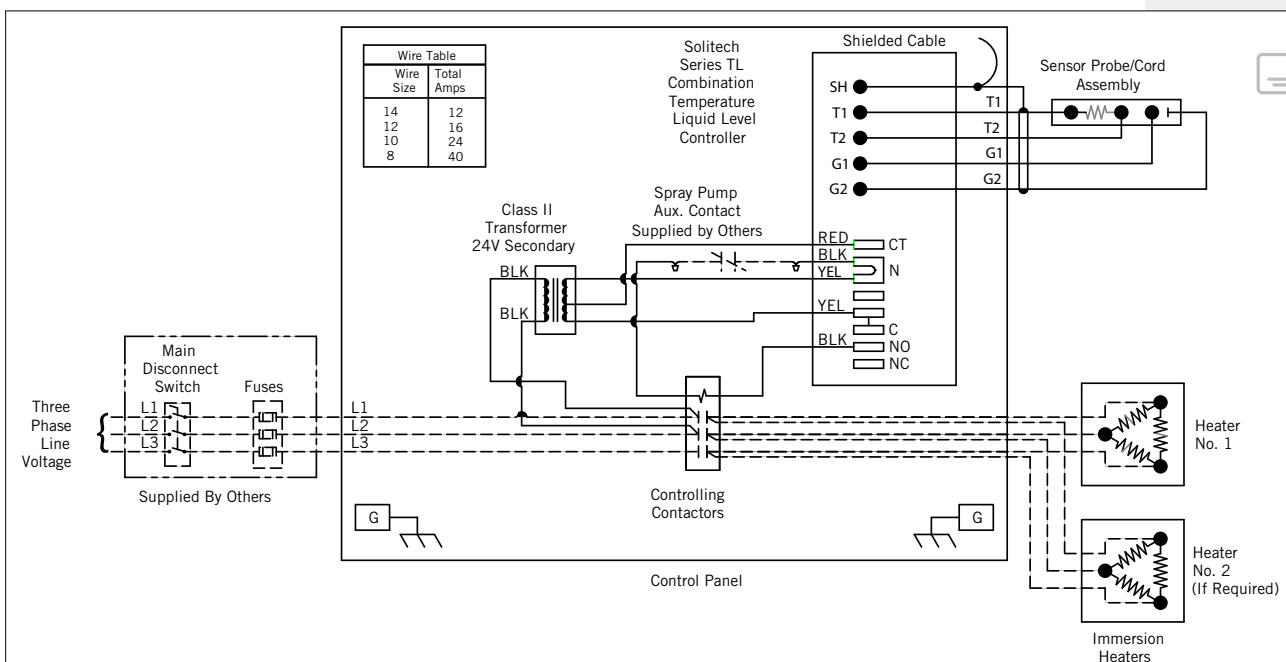 Wire Table
Wire Size
Total Amps
14 12
12 16
10 24
8 40
Solitech
Series TL
Combination
Temperature
Liquid Level
Controller
Shielded Cable
SH
T1
T2
G1
G2
T1
T2
G1
G2
Sensor Probe/Cord
Assembly
Class II
Transformer
24V Secondary
Spray Pump
Aux. Contact
Supplied by Others
RED
BLK
YEL
YEL
BLK
CT
N
C
NO
NC
BLK
BLK
Main
Disconnect
Switch
Fuses
Three
Phase
Line
Voltage
L1
L2
L3
L1
L2
L3
Supplied By Others
Controlling
Contactors
G
G
Control Panel
Heater
No. 1
Heater
No. 2
(If Required)
Immersion
Heaters